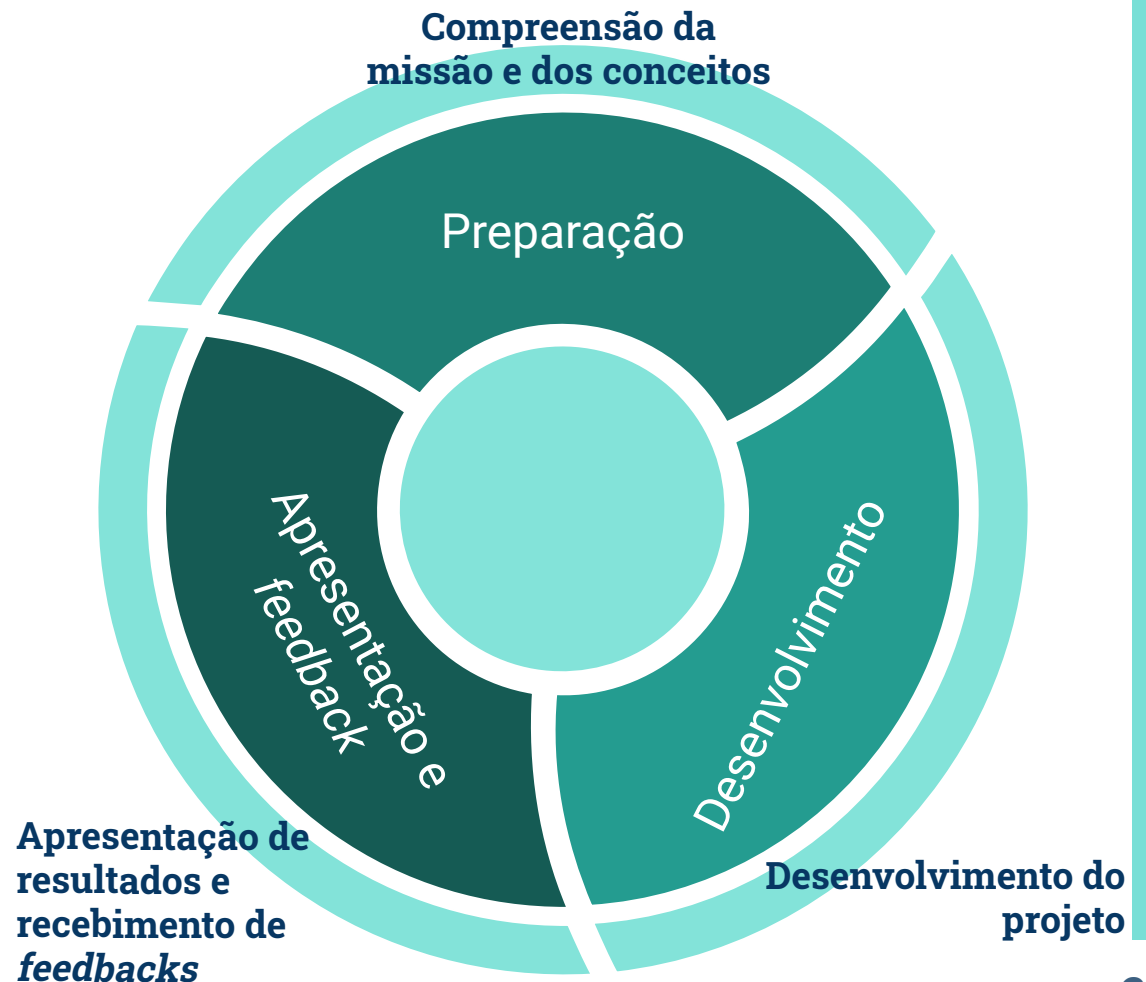 Compreensão da
missão e dos conceitos
Preparação
Desenvolvimento
Desenvolvimento do
projeto
Apresentação e
feedback
Apresentação de
resultados e
recebimento de
feedbacks